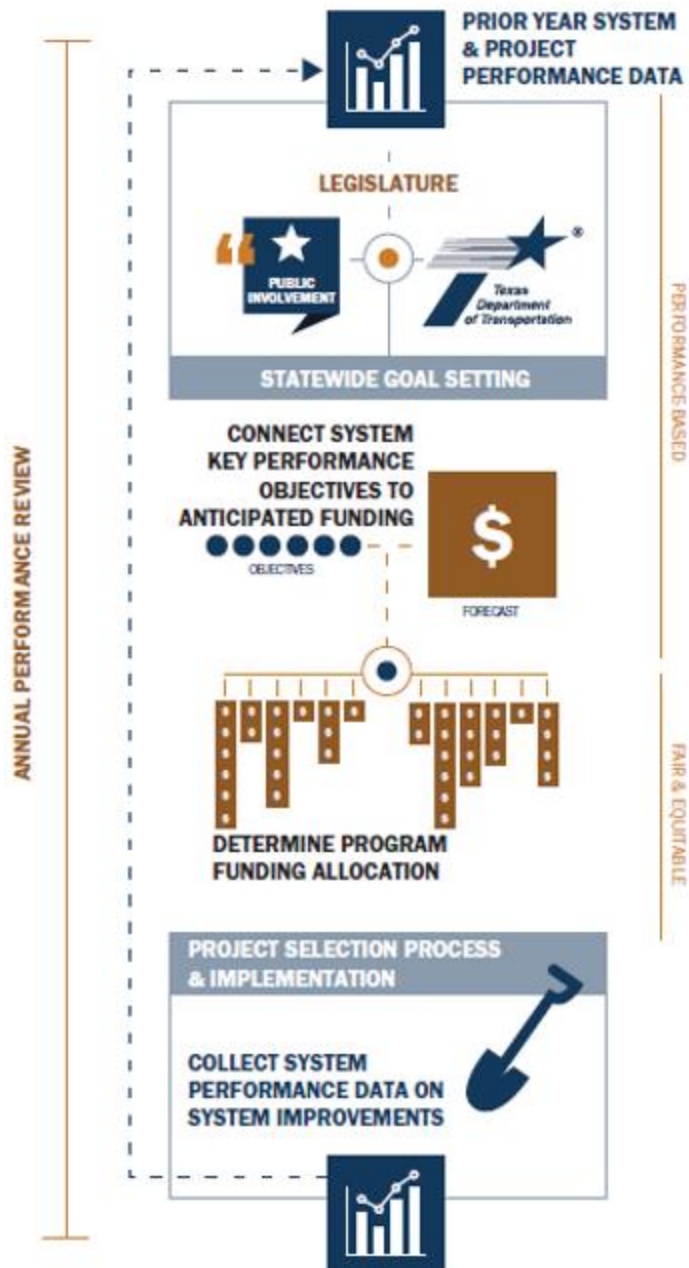 PRIOR YEAR SYSTEM
& PROJECT
PERFORMANCE DATA
LEGISLATURE
PUBLIC
INVOLVEMENT
®
Texas
Department
of Transportation
STATEWIDE GOAL SETTING
PERFORMANCE BASED
CONNECT SYSTEM
KEY PERFORMANCE
OBJECTIVES TO
ANTICIPATED FUNDING
OBJECTIVES
$
FORECAST
ANNUAL PERFORMANCE REVIEW
FAIR & EQUITABLE
DETERMINE PROGRAM
FUNDING ALLOCATION
PROJECT SELECTION PROCESS
& IMPLEMENTATION
COLLECT SYSTEM
PERFORMANCE DATA ON
SYSTEM IMPROVEMENTS